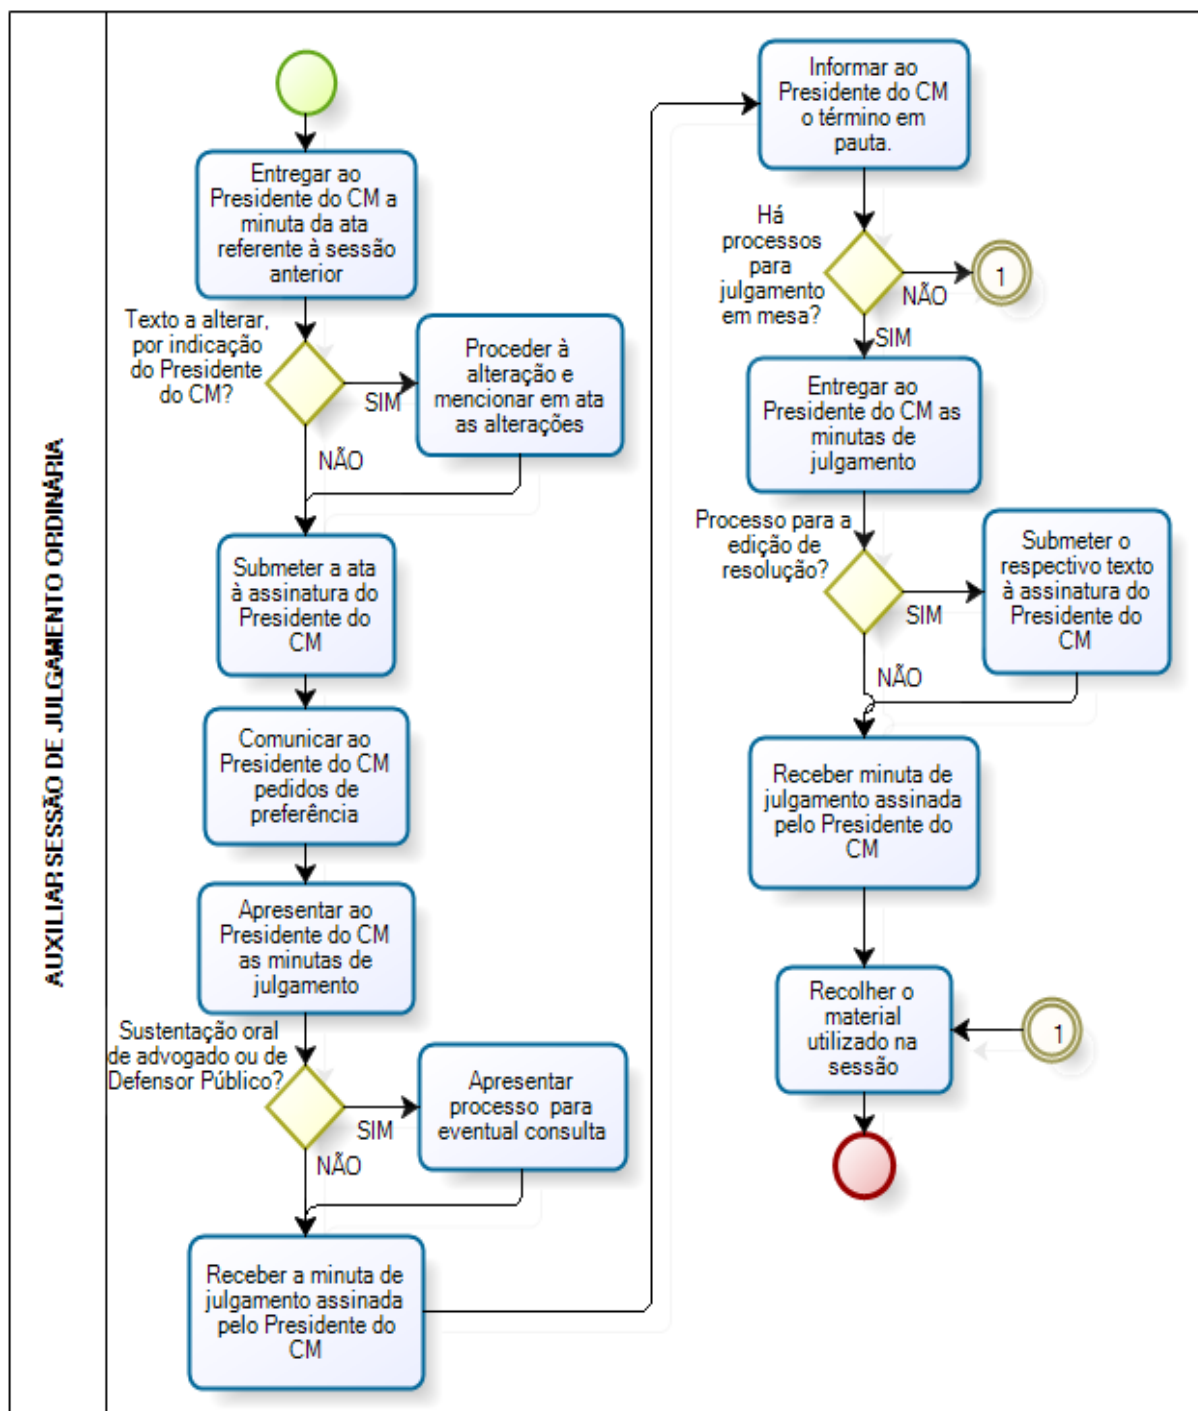 AUXILIAR SESSÃO DE JULGAMENTO ORDINÁRIA
Entregar ao
Presidente do CM a
minuta da ata
referente à sessão
anterior
Texto a alterar,
por indicação
do Presidente
do CM?
SIM
Proceder à
alteração e
mencionar em ata
as alterações
NÃO
Submeter a ata
à assinatura do
Presidente do
CM
Comunicar ao
Presidente do CM
pedidos de
preferência
Apresentar ao
Presidente do CM
as minutas de
julgamento
Sustentação oral
de advogado ou de
Defensor Público?
SIM
Apresentar
processo para
eventual consulta
NÃO
Receber a minuta de
julgamento assinada
pelo Presidente do
CM
Informar ao
Presidente do CM
o término em
pauta.
Há
processos
para
julgamento
em mesa?
NÃO
1
SIM
Entregar ao
Presidente do CM as
minutas de
julgamento
Processo para a
edição de
resolução?
SIM
Submeter o
respectivo texto
à assinatura do
Presidente do
CM
NÃO
Receber minuta de
julgamento assinada
pelo Presidente do
CM
Recolher o
material
utilizado na
sessão
1